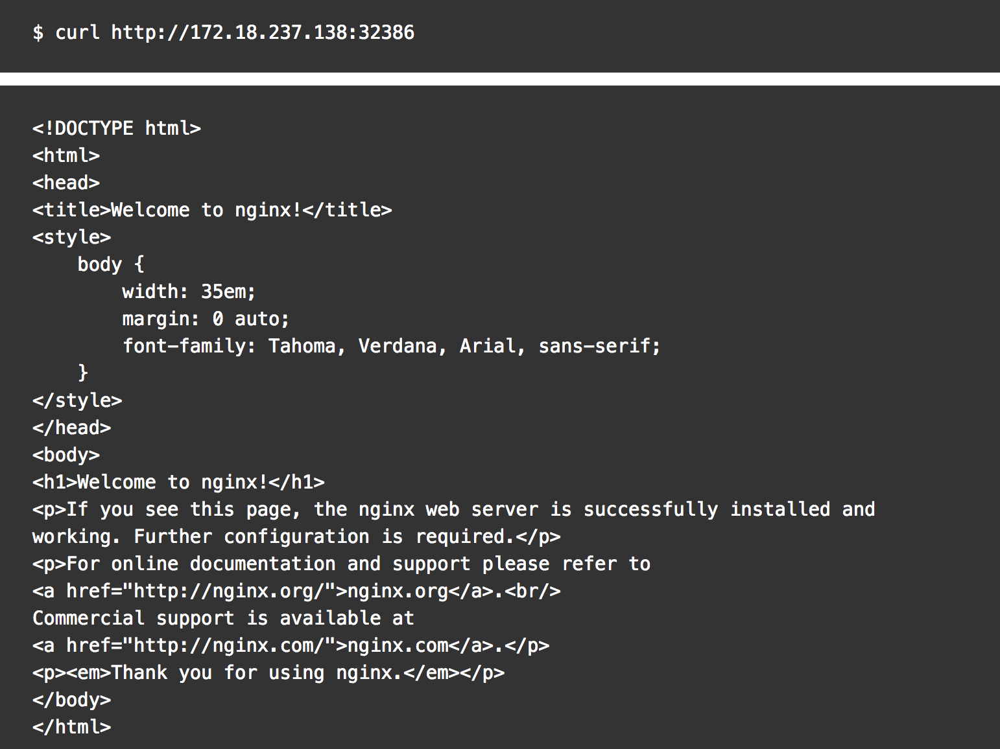 $ curl http://172.18.237.138:32386
<!DOCTYPE html>
<html>
<head>
<title>Welcome to nginx!</title>
<style>
    body {
        width: 35em;
        margin: 0 auto;
        font-family: Tahoma, Verdana, Arial, sans-serif;
    }
</style>
</head>
<body>
<h1>Welcome to nginx!</h1>
<p>If you see this page, the nginx web server is successfully installed and
working. Further configuration is required.</p>
<p>For online documentation and support please refer to
<a href="http://nginx.org/">nginx.org</a>.<br/>
Commercial support is available at
<a href="http://nginx.com/">nginx.com</a>.</p>
<p><em>Thank you for using nginx.</em></p>
</body>
</html>